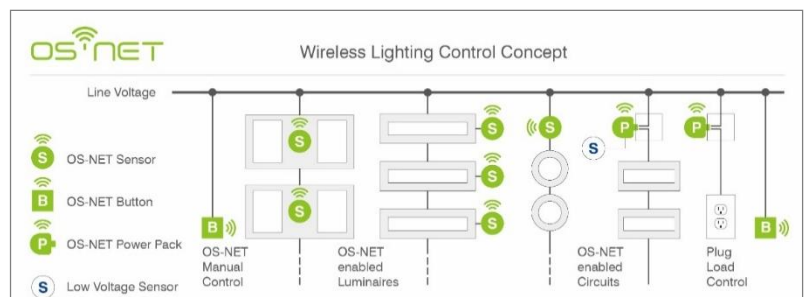 OS-NET
Wireless Lighting Control Concept
Line Voltage
S OS-NET Sensor
B OS-NET Button
P OS-NET Power Pack
S Low Voltage Sensor
S
S
B
OS-NET
Manual
Control
OS-NET
enabled
Luminaires
S
S
S
S
S
P
OS-NET
enabled
Circuits
P
Plug
Load
Control
B